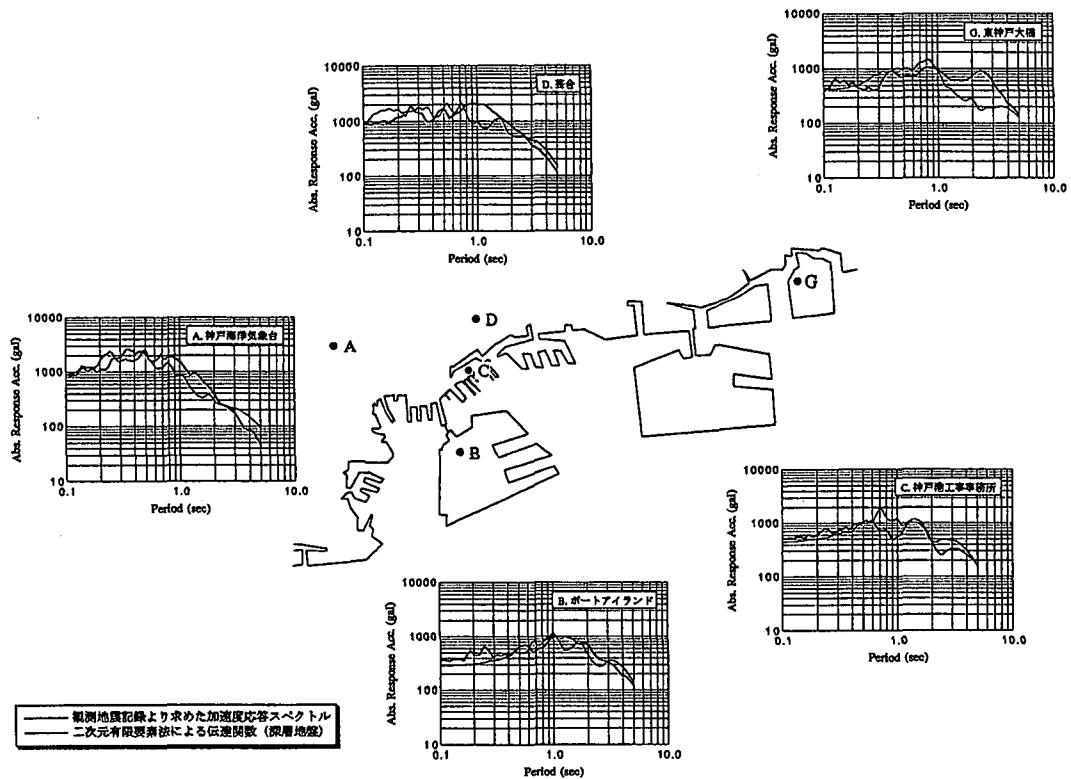 10000
1000
100
10
0.1
1.0
10.0
Abs. Response Acc. (gal)
Period (sec)
G. 東神戸大橋
10000
1000
100
10
0.1
1.0
10.0
Abs. Response Acc. (gal)
Period (sec)
D. 葺合
10000
1000
100
10
0.1
1.0
10.0
Abs. Response Acc. (gal)
Period (sec)
A. 神戸海洋気象台
A
D
C
B
G
10000
1000
100
10
0.1
1.0
10.0
Abs. Response Acc. (gal)
Period (sec)
C. 神戸港工事事務所
10000
1000
100
10
0.1
1.0
10.0
Abs. Response Acc. (gal)
Period (sec)
B. ポートアイランド
観測地震記録より求めた加速度応答スペクトル
二次元有限要素法による伝達関数（深層地盤）